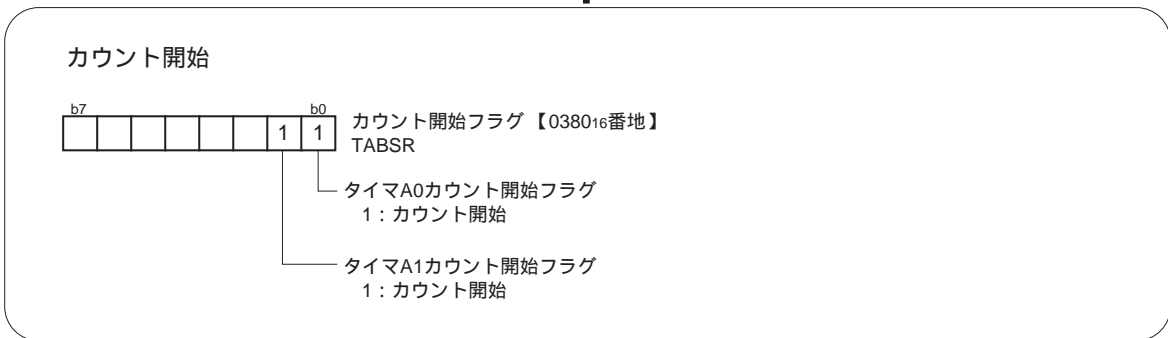 カウント開始
b7 b0
1 1 カウント開始フラグ【038016番地】
TABSR
タイマA0カウント開始フラグ
1：カウント開始
タイマA1カウント開始フラグ
1：カウント開始